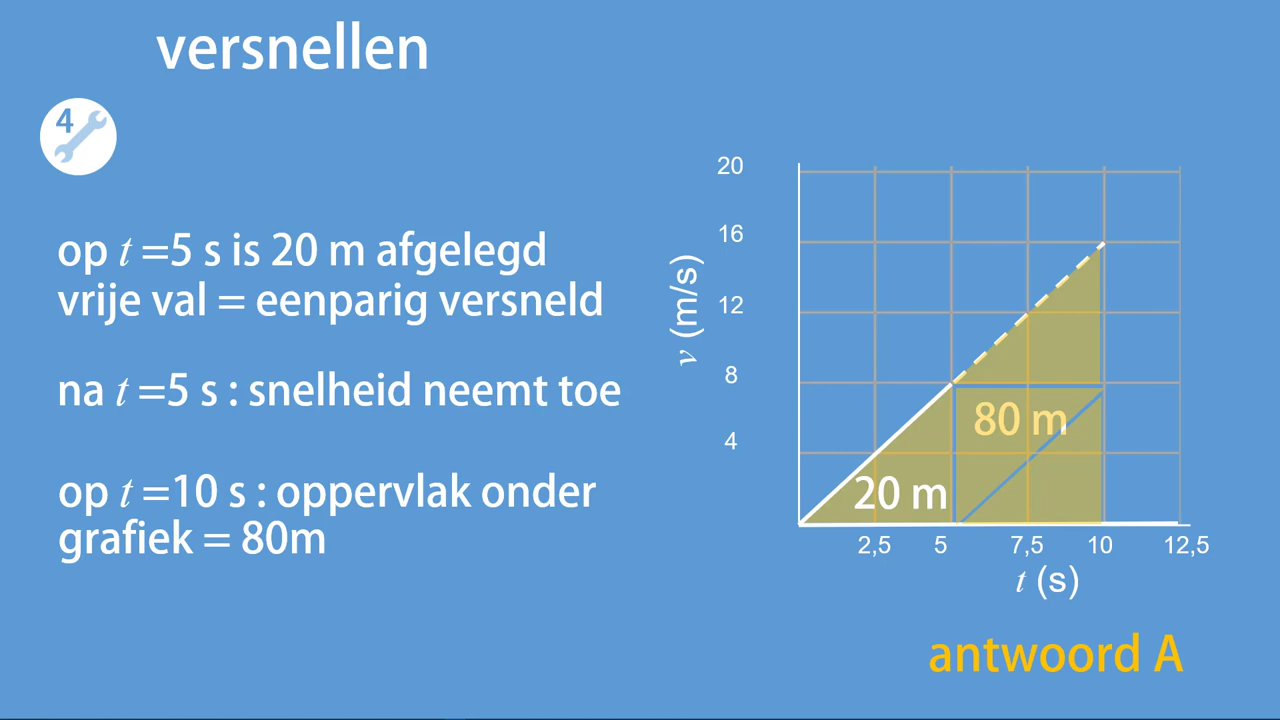 versnellen
4
op t =5 s is 20 m afgelegd
vrije val = eenparig versneld
na t =5 s : snelheid neemt toe
op t =10 s : oppervlak onder
grafiek = 80m
20
16
12
8
4
v (m/s)
80 m
20 m
2,5 5 7,5 10 12,5
t (s)
antwoord A